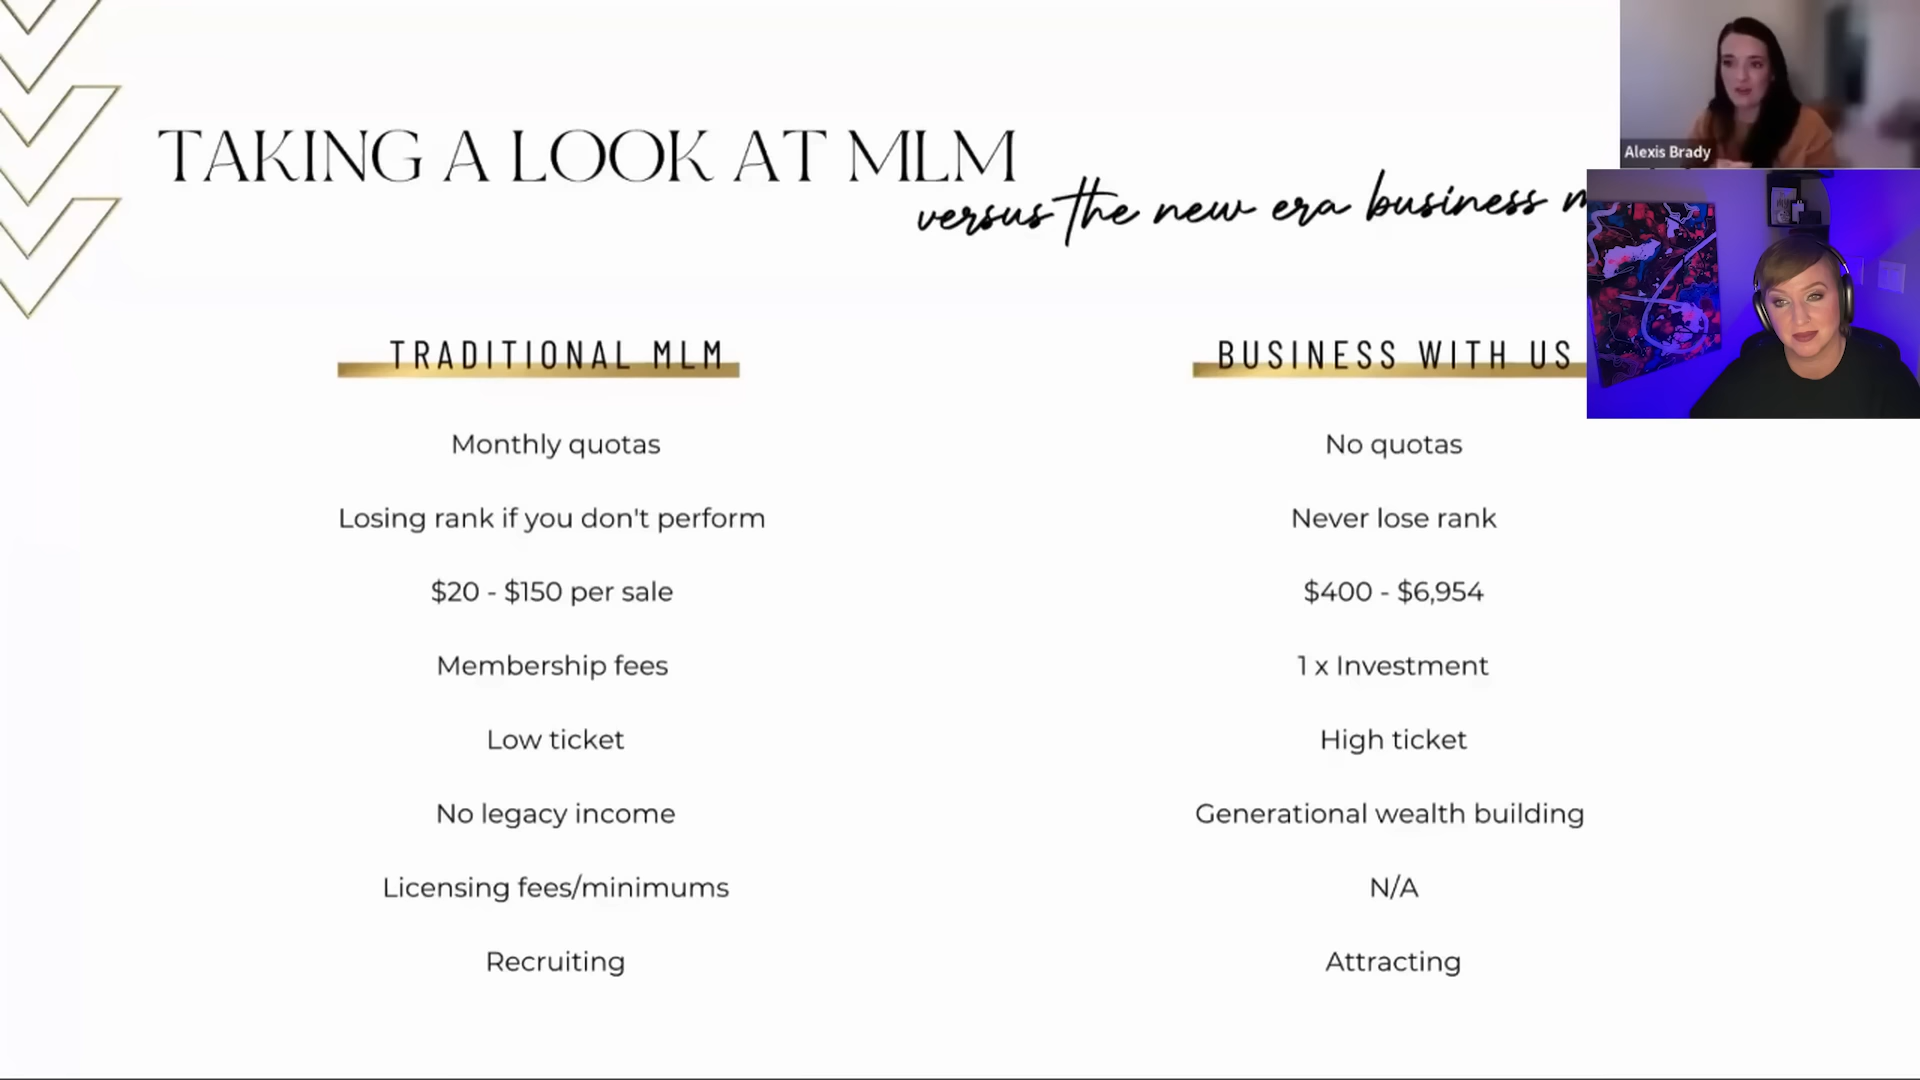 TAKING A LOOK AT MLM
versus the new era business
Alexis Brady
TRADITIONAL MLM
Monthly quotas
Losing rank if you don't perform
$20 - $150 per sale
Membership fees
Low ticket
No legacy income
Licensing fees/minimums
Recruiting
BUSINESS WITH US
No quotas
Never lose rank
$400 - $6,954
1 x Investment
High ticket
Generational wealth building
N/A
Attracting